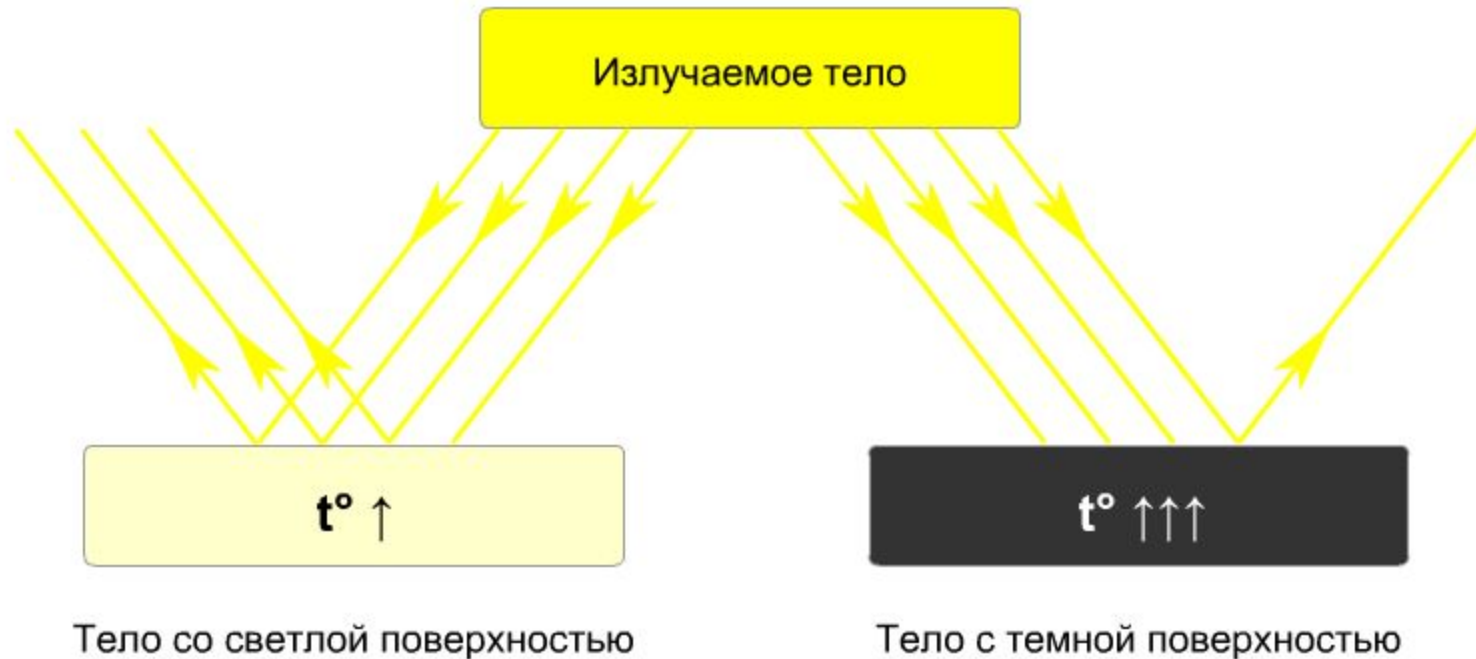 Излучаемое тело
t° ↑
t° ↑↑↑
Тело со светлой поверхностью
Тело с темной поверхностью